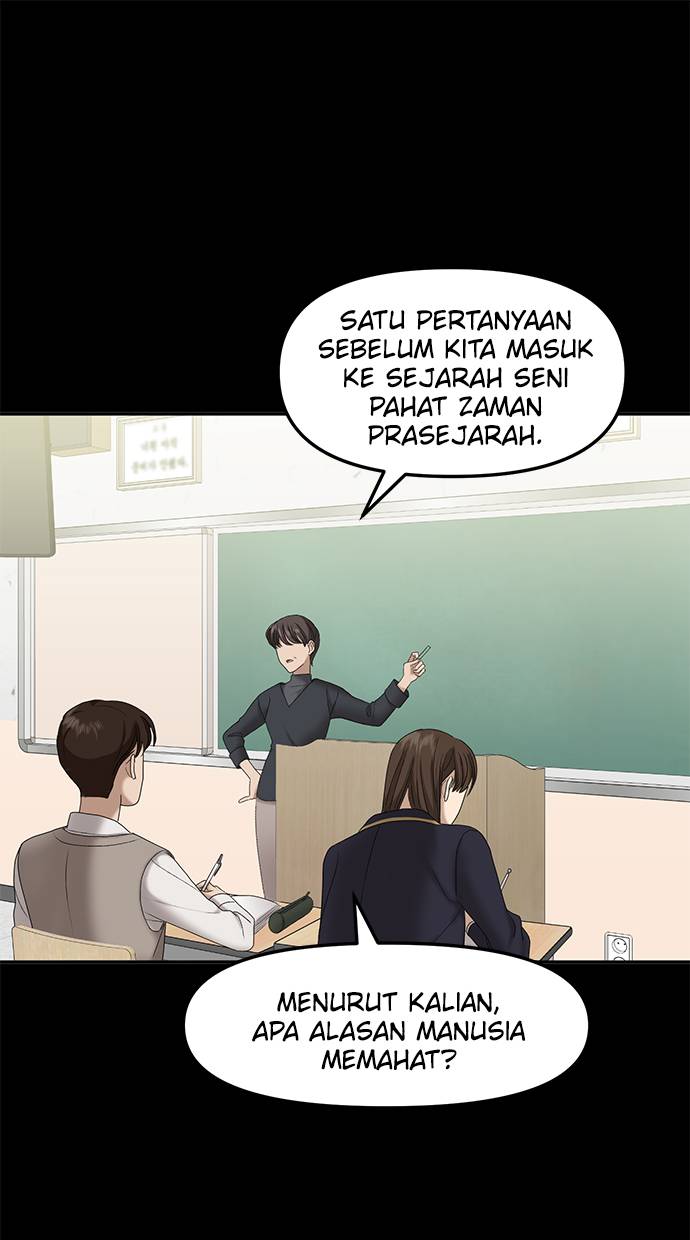 SATU PERTANYAAN
SEBELUM KITA MASUK
KE SEJARAH SENI
PAHAT ZAMAN
PRASEJARAH.
MENURUT KALIAN,
APA ALASAN MANUSIA
MEMAHAT?